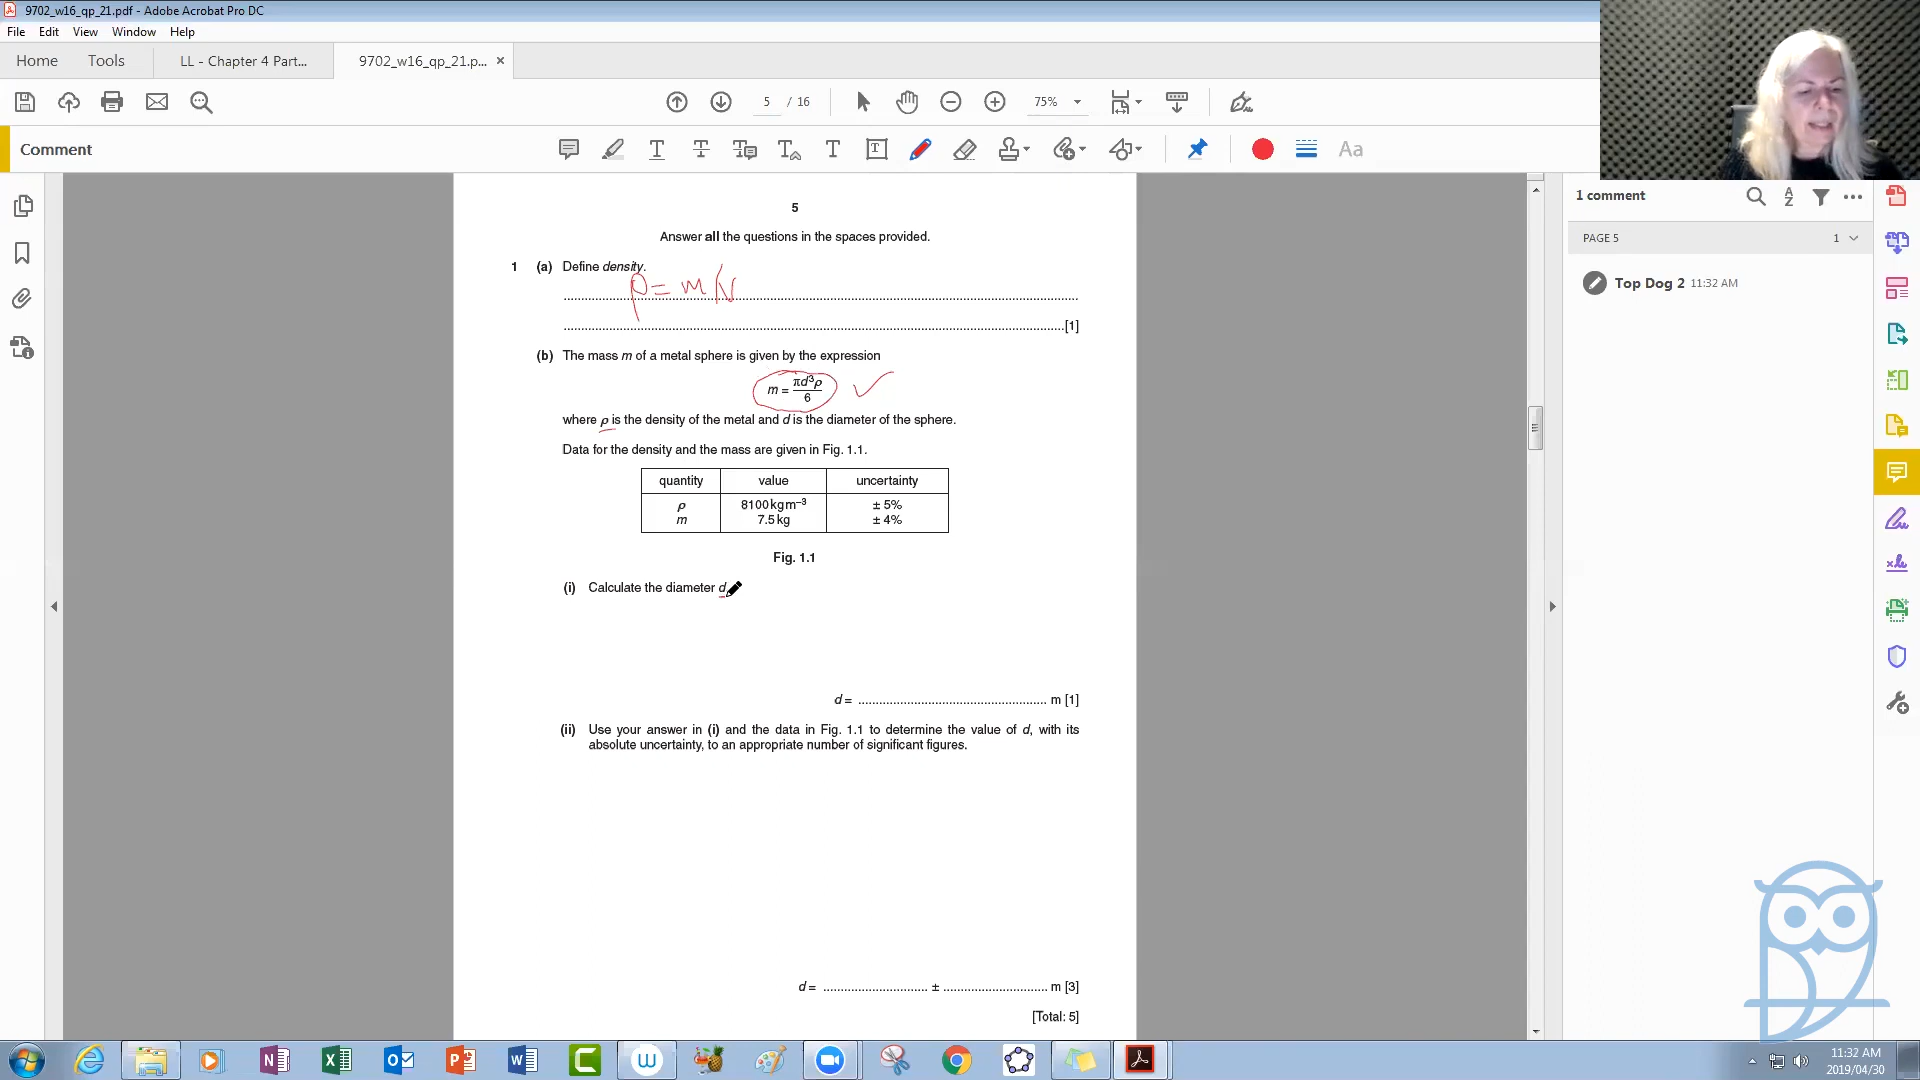 9702_w16_qp_21.pdf - Adobe Acrobat Pro DC
File Edit View Window Help
Home Tools LL - Chapter 4 Part... 9702_w16_qp_21.p... ×
5 / 16 75%
Comment
Aa
1 comment
PAGE 5 1
Top Dog 2 11:32 AM
5
Answer all the questions in the spaces provided.
1 (a) Define density.
ρ = m/v
[1]
(b) The mass m of a metal sphere is given by the expression
m = πd³ρ/6
where ρ is the density of the metal and d is the diameter of the sphere.
Data for the density and the mass are given in Fig. 1.1.
quantity value uncertainty
ρ 8100 kg m⁻³ ± 5%
m 7.5 kg ± 4%
Fig. 1.1
(i) Calculate the diameter d
d = .................................................... m [1]
(ii) Use your answer in (i) and the data in Fig. 1.1 to determine the value of d, with its
absolute uncertainty, to an appropriate number of significant figures.
d = ............................. ± ............................. m [3]
[Total: 5]
11:32 AM
2019/04/30